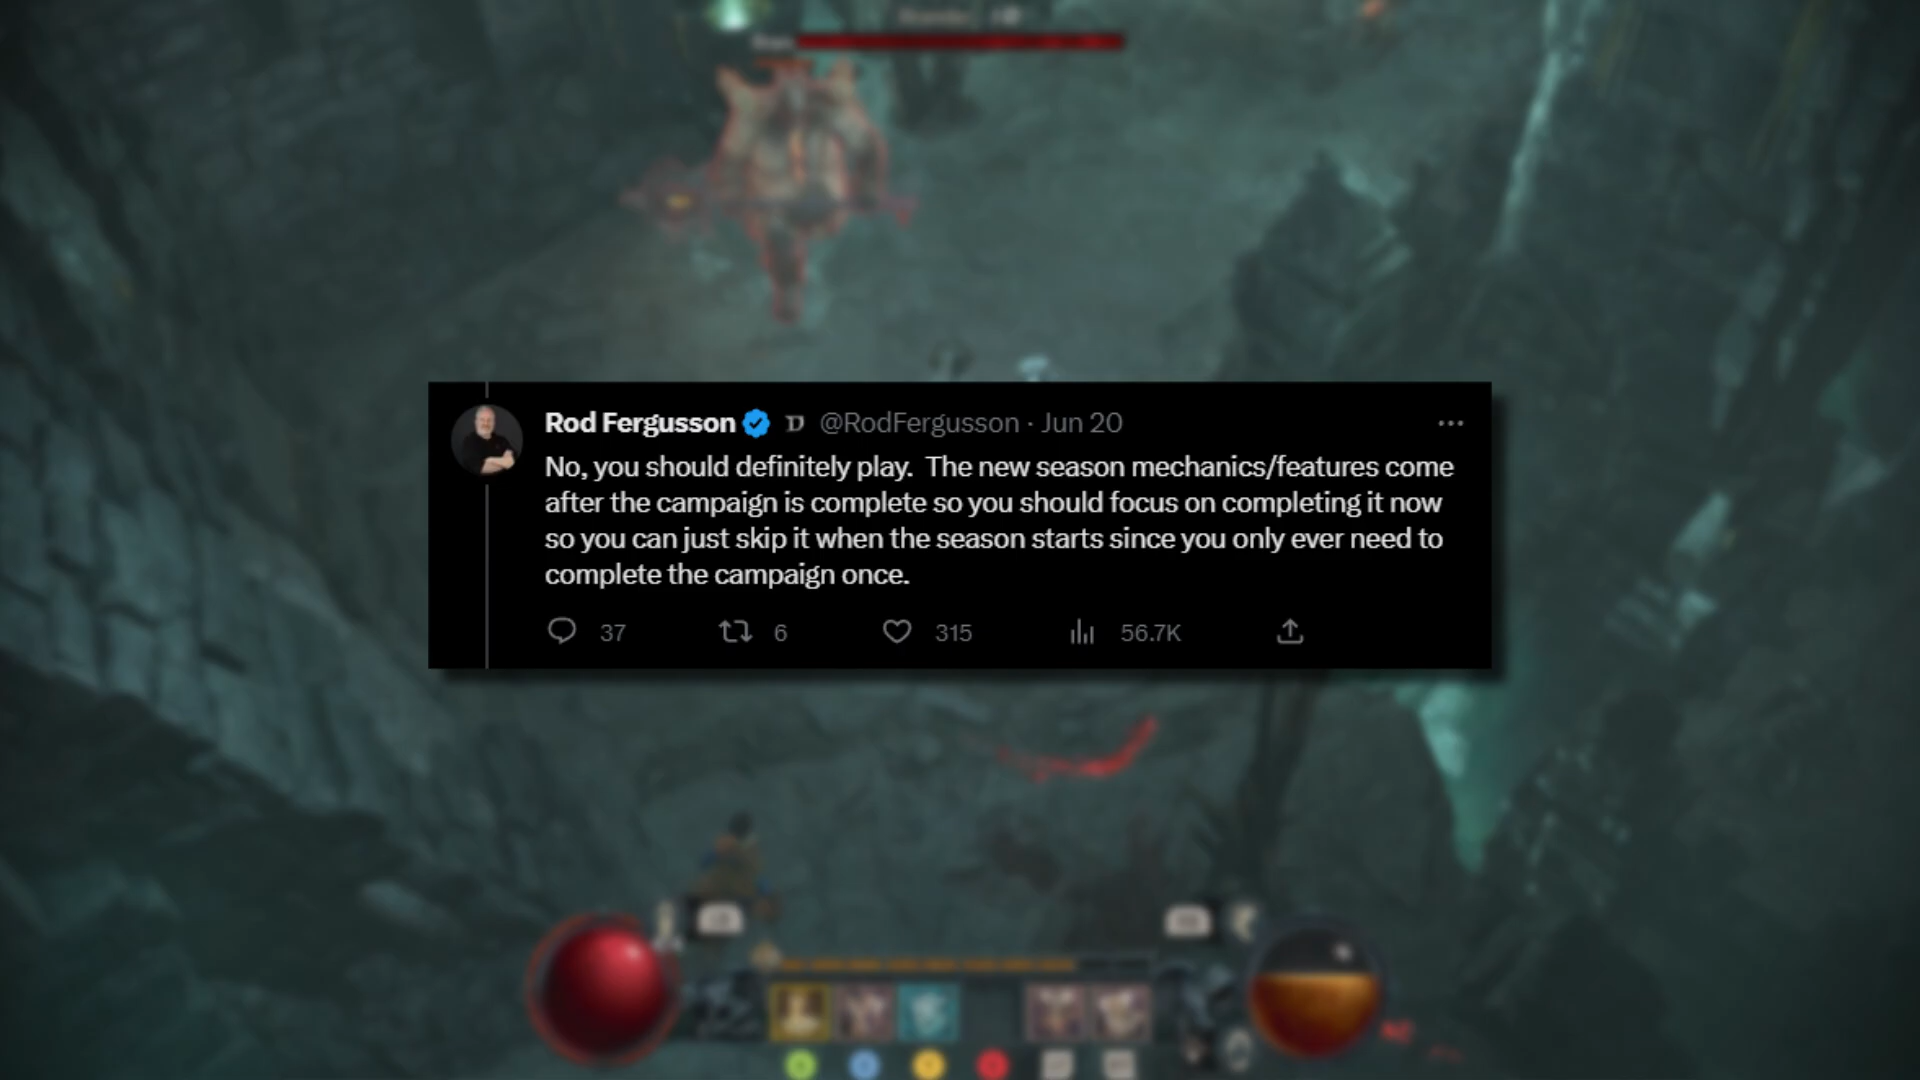 Rod Fergusson @RodFergusson · Jun 20
No, you should definitely play.  The new season mechanics/features come
after the campaign is complete so you should focus on completing it now
so you can just skip it when the season starts since you only ever need to
complete the campaign once.
37 6 315 56.7K